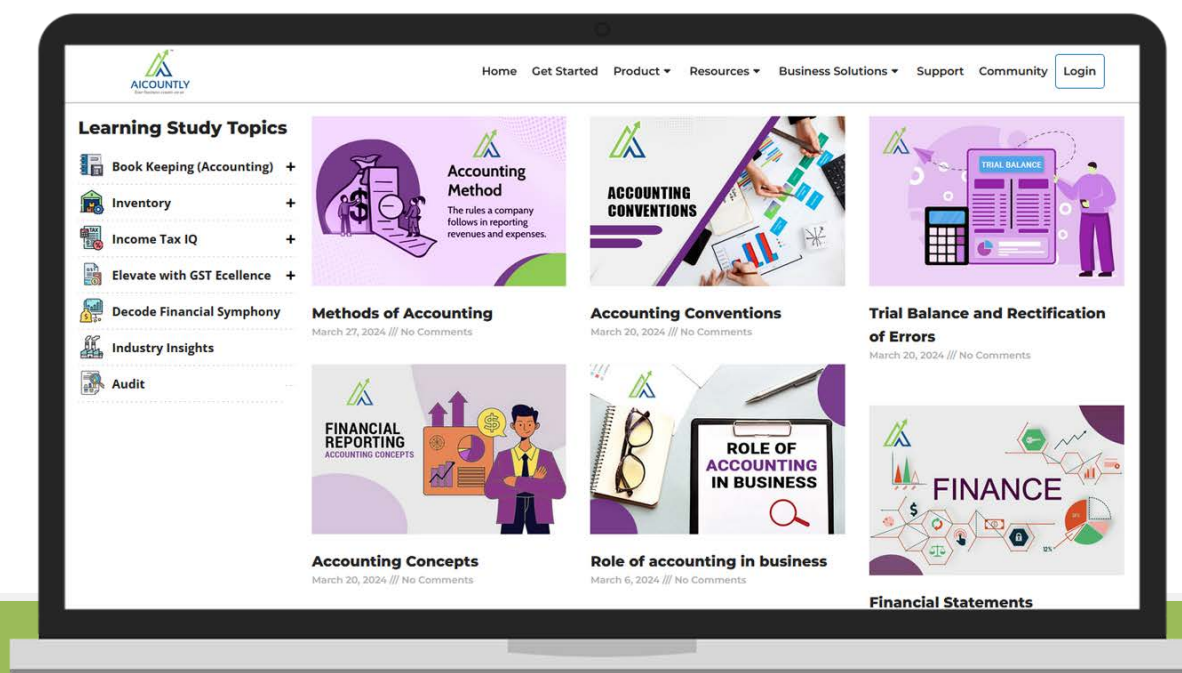 AICOUNTLY
Home Get Started Product Resources Business Solutions Support Community Login
Learning Study Topics
Book Keeping (Accounting) +
Inventory +
Income Tax IQ +
Elevate with GST Ecellence +
Decode Financial Symphony
Industry Insights
Audit
Accounting
Method
The rules a company
follows in reporting
revenues and expenses.
Methods of Accounting
March 27, 2024 /// No Comments
ACCOUNTING
CONVENTIONS
Accounting Conventions
March 20, 2024 /// No Comments
TRIAL BALANCE
Trial Balance and Rectification
of Errors
March 20, 2024 /// No Comments
FINANCIAL
REPORTING
ACCOUNTING CONCEPTS
Accounting Concepts
March 20, 2024 /// No Comments
ROLE OF
ACCOUNTING
IN BUSINESS
Role of accounting in business
March 6, 2024 /// No Comments
FINANCE
Financial Statements